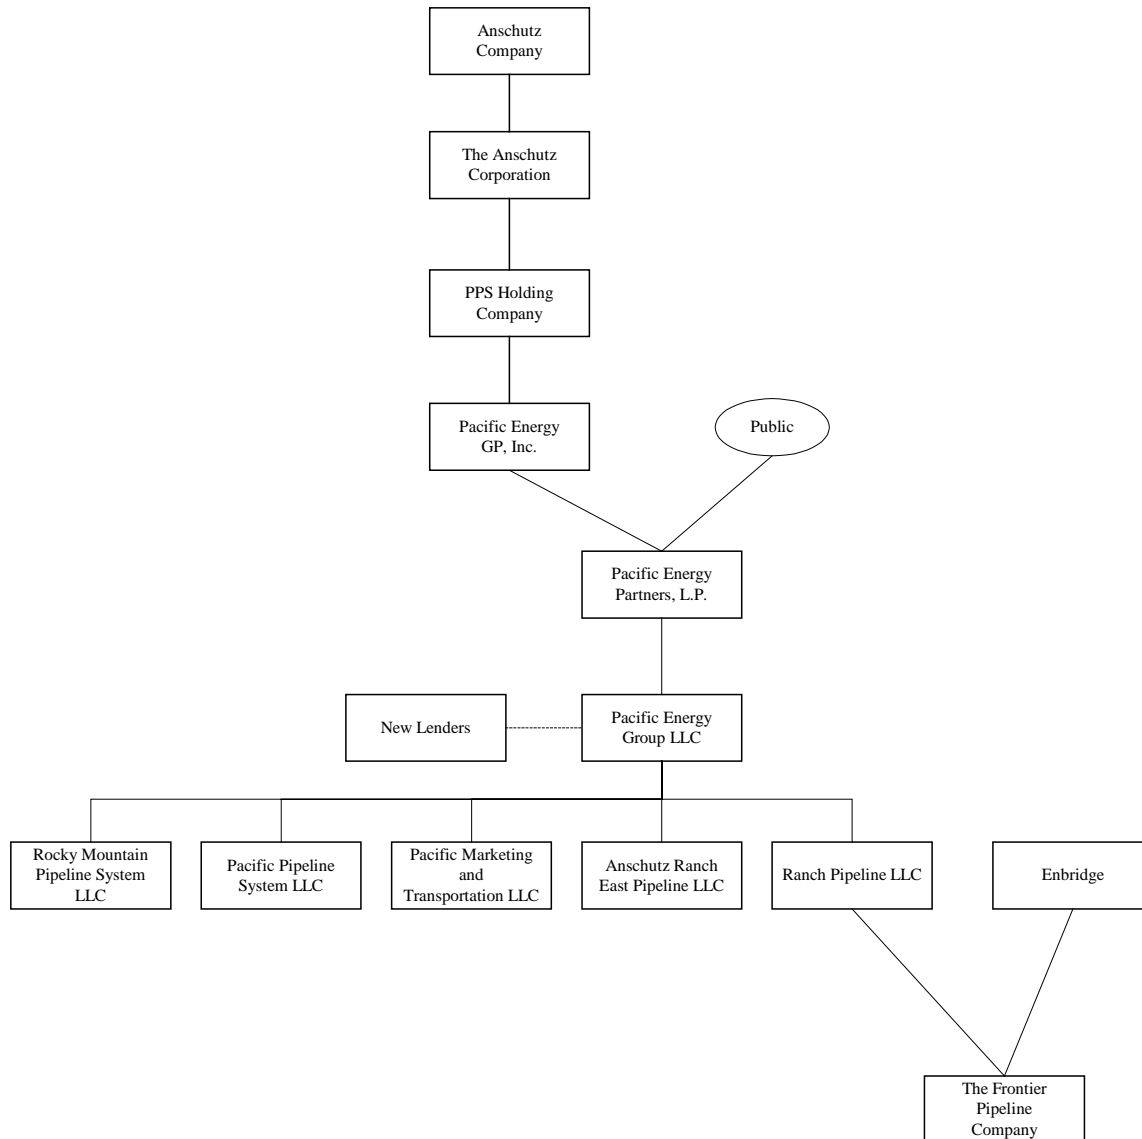 Anschutz
Company
The Anschutz
Corporation
PPS Holding
Company
Pacific Energy
GP, Inc.
Public
Pacific Energy
Partners, L.P.
New Lenders
Pacific Energy
Group LLC
Rocky Mountain
Pipeline System
LLC
Pacific Pipeline
System LLC
Pacific Marketing
and
Transportation LLC
Anschutz Ranch
East Pipeline LLC
Ranch Pipeline LLC
Enbridge
The Frontier
Pipeline
Company